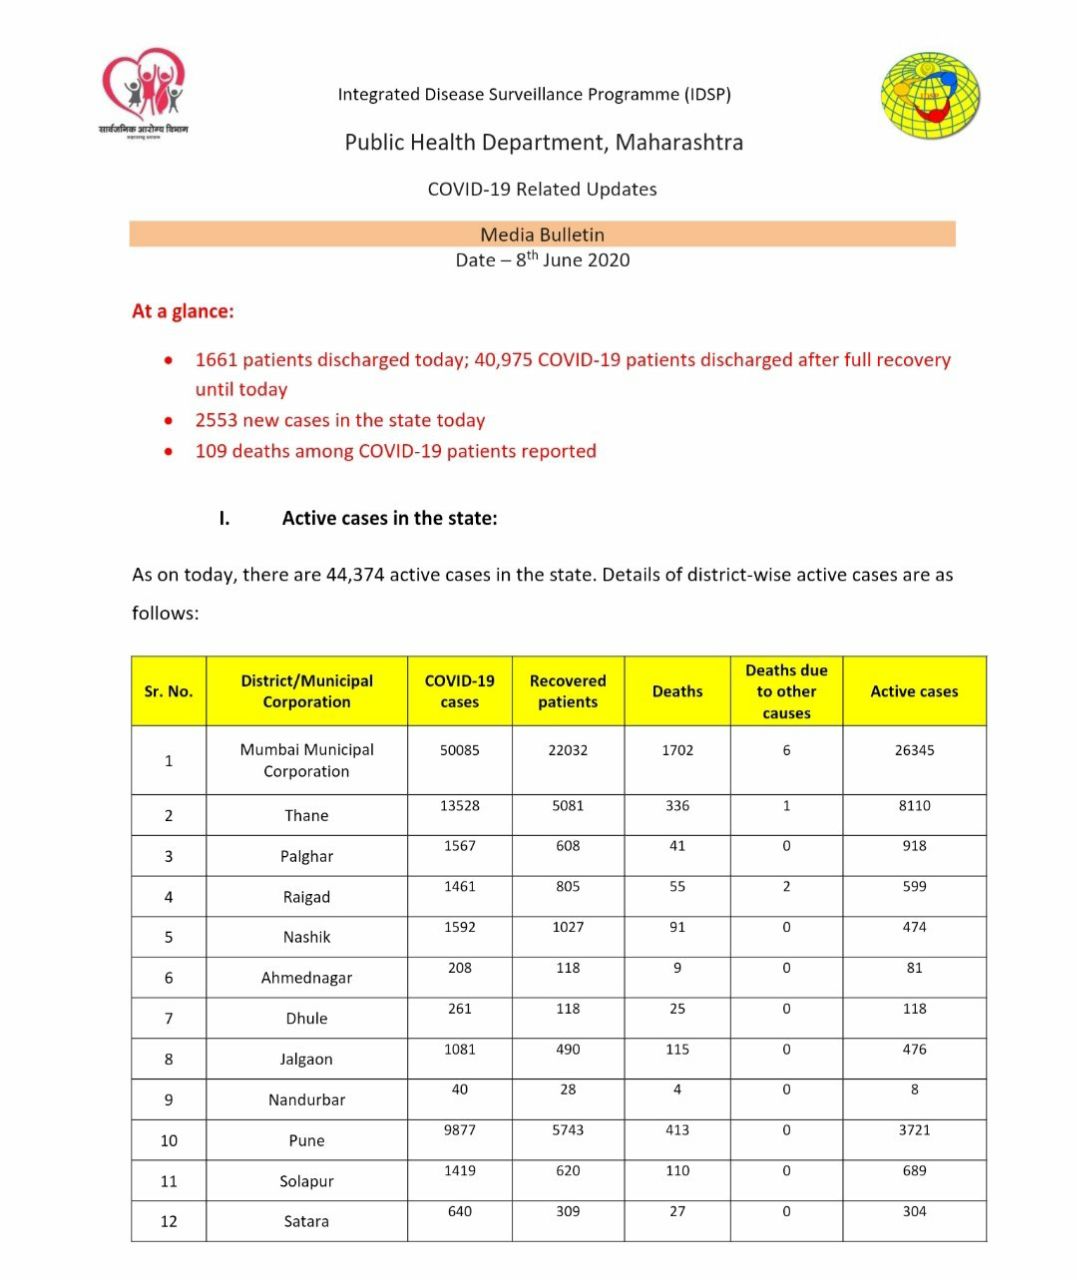 सार्वजनिक आरोग्य विभाग
IDSP
Integrated Disease Surveillance Programme (IDSP)
Public Health Department, Maharashtra
COVID-19 Related Updates
Media Bulletin
Date – 8th June 2020
At a glance:
• 1661 patients discharged today; 40,975 COVID-19 patients discharged after full recovery
until today
• 2553 new cases in the state today
• 109 deaths among COVID-19 patients reported
I. Active cases in the state:
As on today, there are 44,374 active cases in the state. Details of district-wise active cases are as
follows:
Sr. No. District/Municipal Corporation COVID-19 cases Recovered patients Deaths Deaths due to other causes Active cases
1 Mumbai Municipal Corporation 50085 22032 1702 6 26345
2 Thane 13528 5081 336 1 8110
3 Palghar 1567 608 41 0 918
4 Raigad 1461 805 55 2 599
5 Nashik 1592 1027 91 0 474
6 Ahmednagar 208 118 9 0 81
7 Dhule 261 118 25 0 118
8 Jalgaon 1081 490 115 0 476
9 Nandurbar 40 28 4 0 8
10 Pune 9877 5743 413 0 3721
11 Solapur 1419 620 110 0 689
12 Satara 640 309 27 0 304